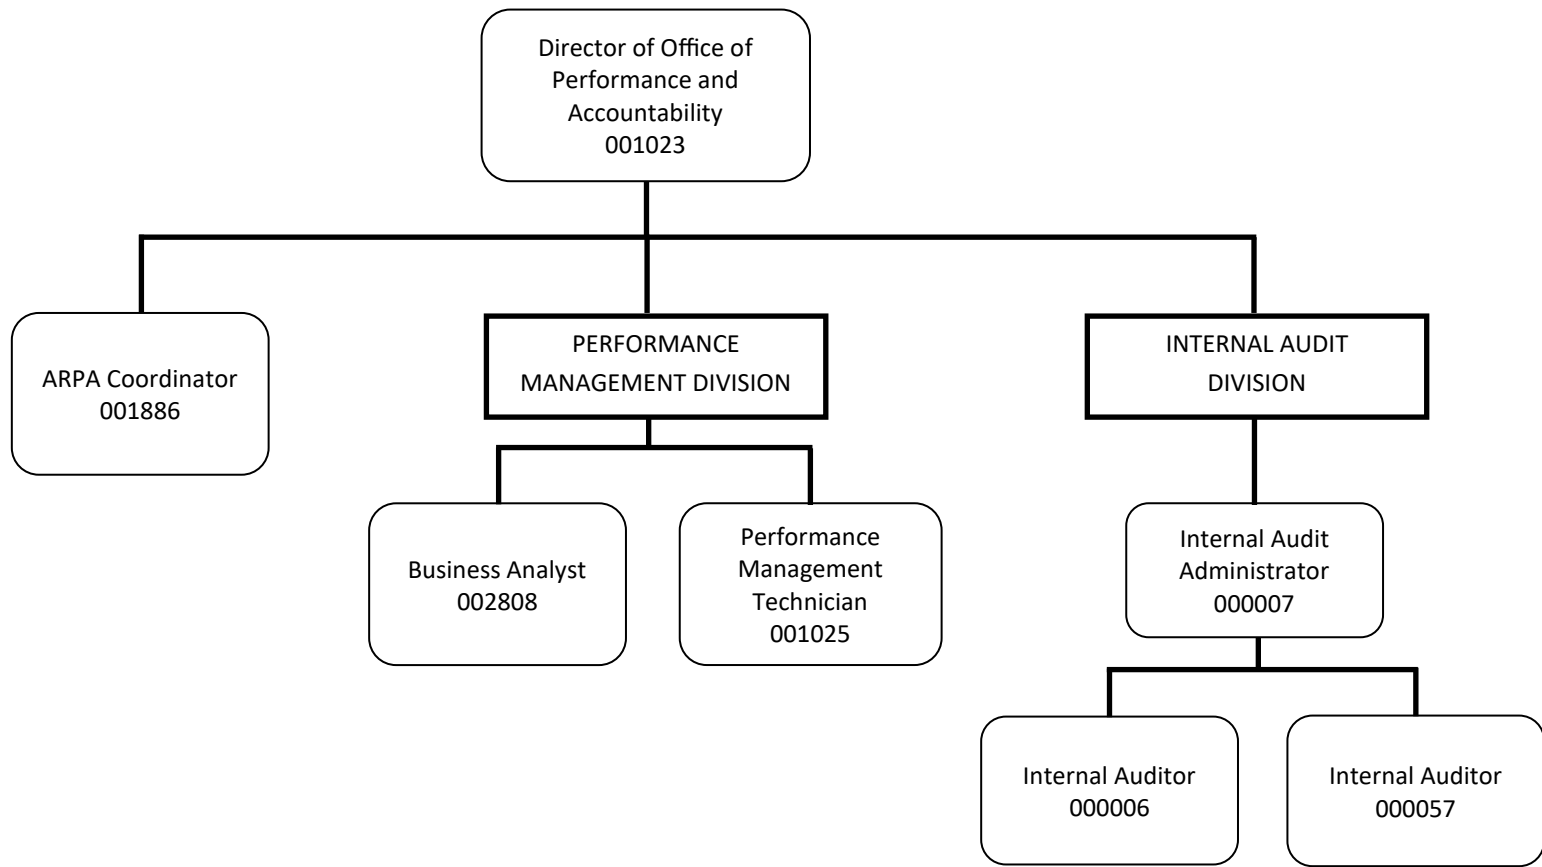 Director of Office of
Performance and
Accountability
001023
ARPA Coordinator
001886
PERFORMANCE
MANAGEMENT DIVISION
INTERNAL AUDIT
DIVISION
Business Analyst
002808
Performance
Management
Technician
001025
Internal Audit
Administrator
000007
Internal Auditor
000006
Internal Auditor
000057